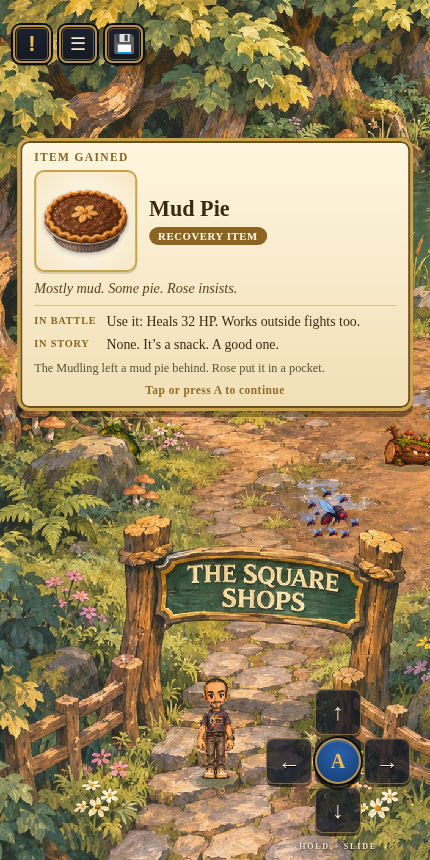 !
☰
ITEM GAINED
Mud Pie
RECOVERY ITEM
Mostly mud. Some pie. Rose insists.
IN BATTLE Use it: Heals 32 HP. Works outside fights too.
IN STORY None. It’s a snack. A good one.
The Mudling left a mud pie behind. Rose put it in a pocket.
Tap or press A to continue
THE SQUARE
SHOPS
↑
← A →
↓
HOLD · SLIDE